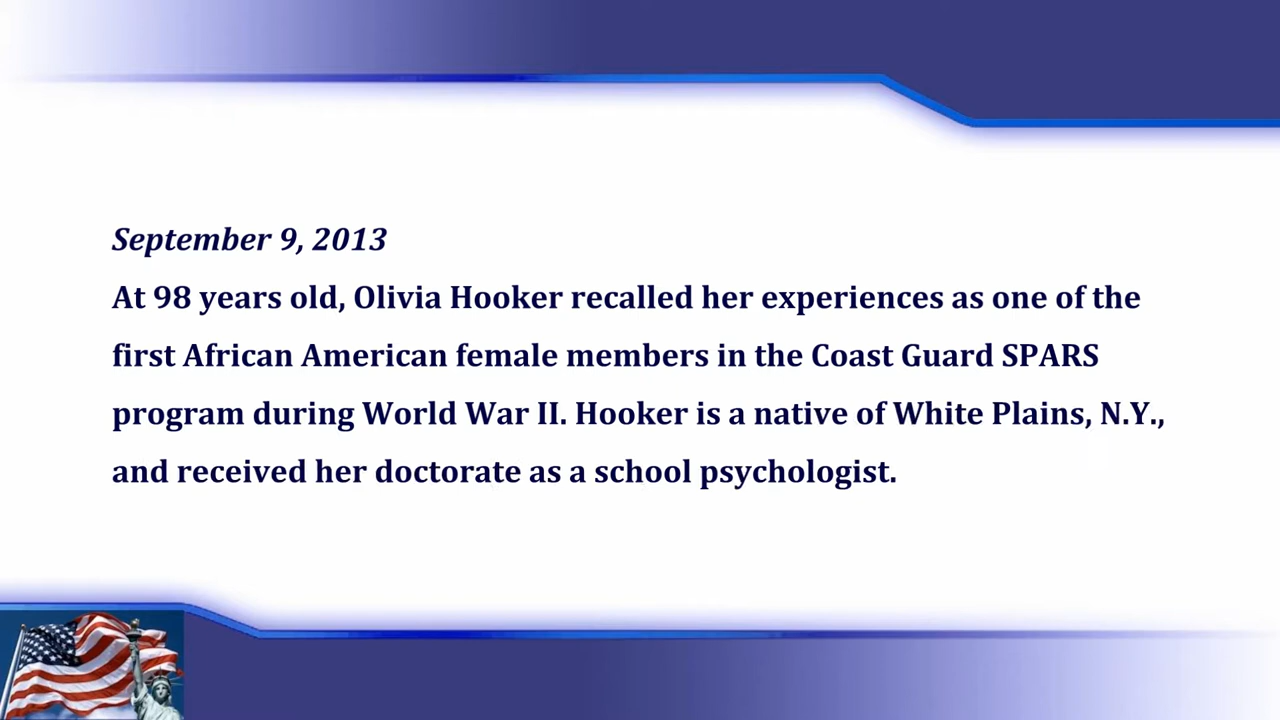 September 9, 2013
At 98 years old, Olivia Hooker recalled her experiences as one of the
first African American female members in the Coast Guard SPARS
program during World War II. Hooker is a native of White Plains, N.Y.,
and received her doctorate as a school psychologist.